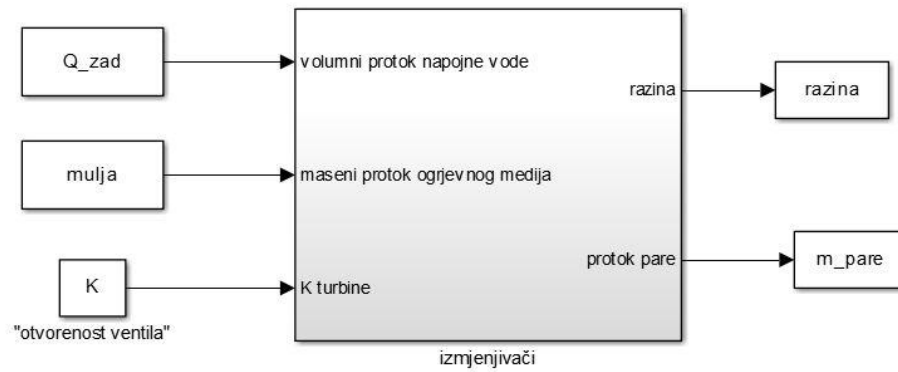 Q_zad
volumni protok napojne vode
razina
razina
mulja
maseni protok ogrjevnog medija
protok pare
m_pare
K
K turbine
"otvorenost ventila"
izmjenjivači